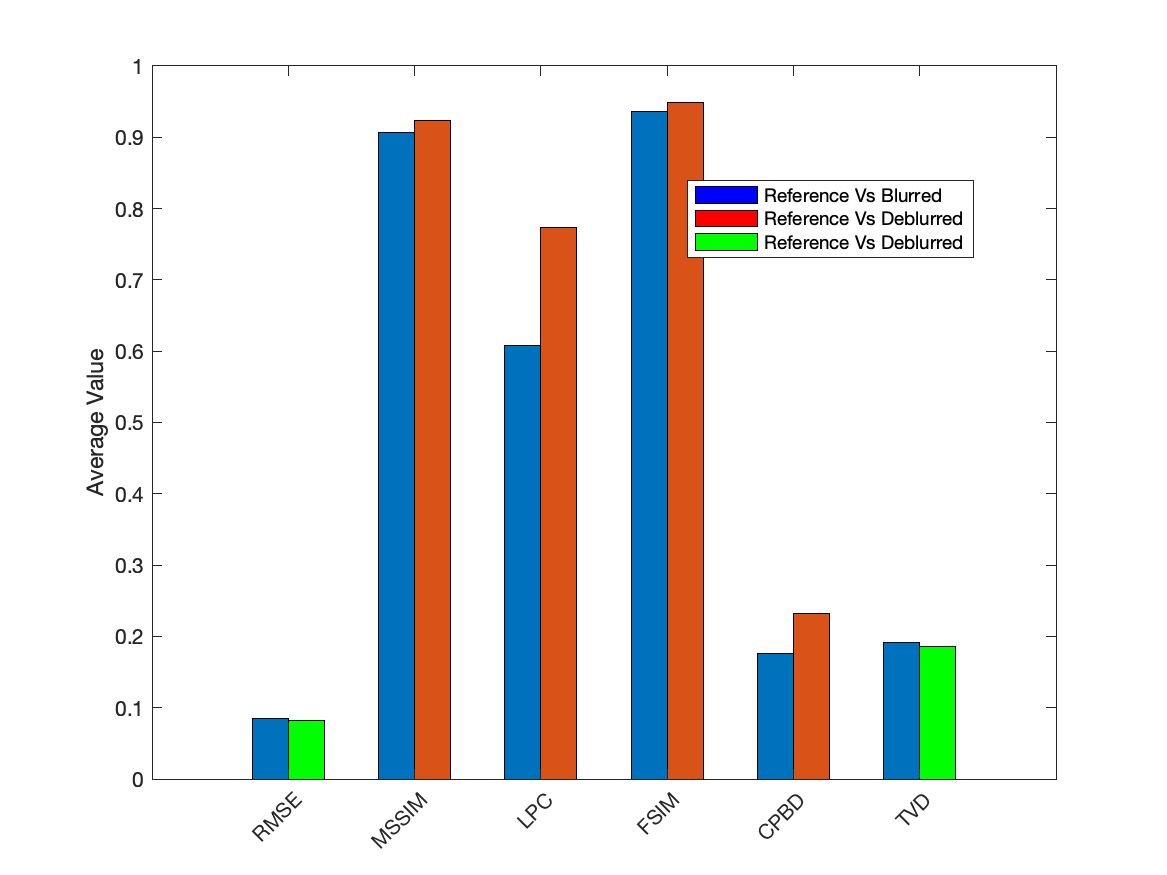 1
0.9
0.8
0.7
0.6
0.5
0.4
0.3
0.2
0.1
0
Average Value
Reference Vs Blurred
Reference Vs Deblurred
Reference Vs Deblurred
RMSE
MSSIM
LPC
FSIM
CPBD
TVD